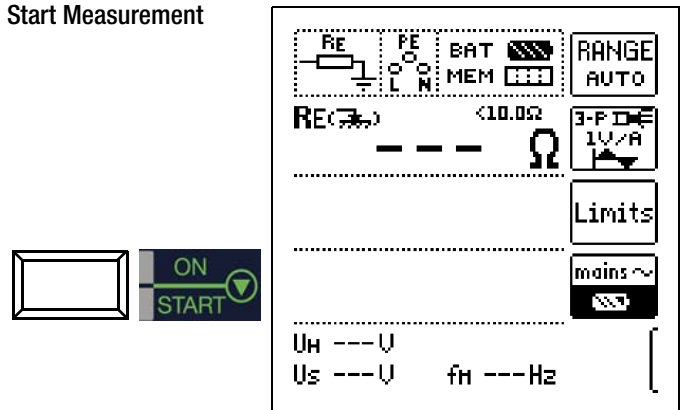 Start Measurement
RE
PE
L N
BAT
MEM
RANGE
AUTO
RE( ) <10.0Ω
--- Ω
3-P
1V/A
Limits
mains ~
ON
START
UH ---V
Us ---V fH ---Hz